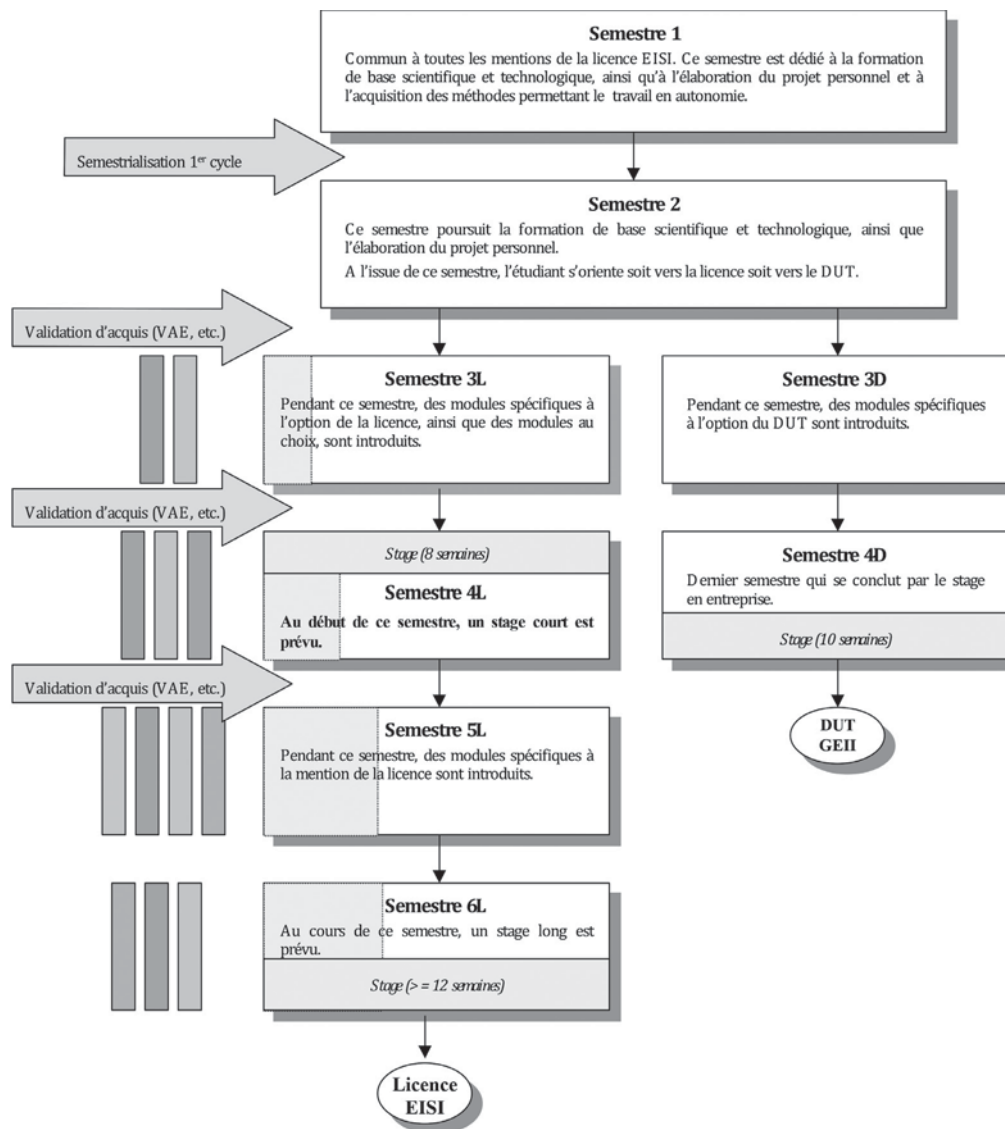 Semestre 1
Commun à toutes les mentions de la licence EISI. Ce semestre est dédié à la formation
de base scientifique et technologique, ainsi qu'à l'élaboration du projet personnel et à
l'acquisition des méthodes permettant le travail en autonomie.
Semestrialisation 1er cycle
Semestre 2
Ce semestre poursuit la formation de base scientifique et technologique, ainsi que
l'élaboration du projet personnel.
A l'issue de ce semestre, l'étudiant s'oriente soit vers la licence soit vers le DUT.
Validation d'acquis (VAE, etc.)
Semestre 3L
Pendant ce semestre, des modules spécifiques à
l'option de la licence, ainsi que des modules au
choix, sont introduits.
Semestre 3D
Pendant ce semestre, des modules spécifiques
à l'option du DUT sont introduits.
Validation d'acquis (VAE, etc.)
Stage (8 semaines)
Semestre 4L
Au début de ce semestre, un stage court est
prévu.
Semestre 4D
Dernier semestre qui se conclut par le stage
en entreprise.
Stage (10 semaines)
Validation d'acquis (VAE, etc.)
Semestre 5L
Pendant ce semestre, des modules spécifiques à
la mention de la licence sont introduits.
DUT
GEII
Semestre 6L
Au cours de ce semestre, un stage long est
prévu.
Stage (> = 12 semaines)
Licence
EISI